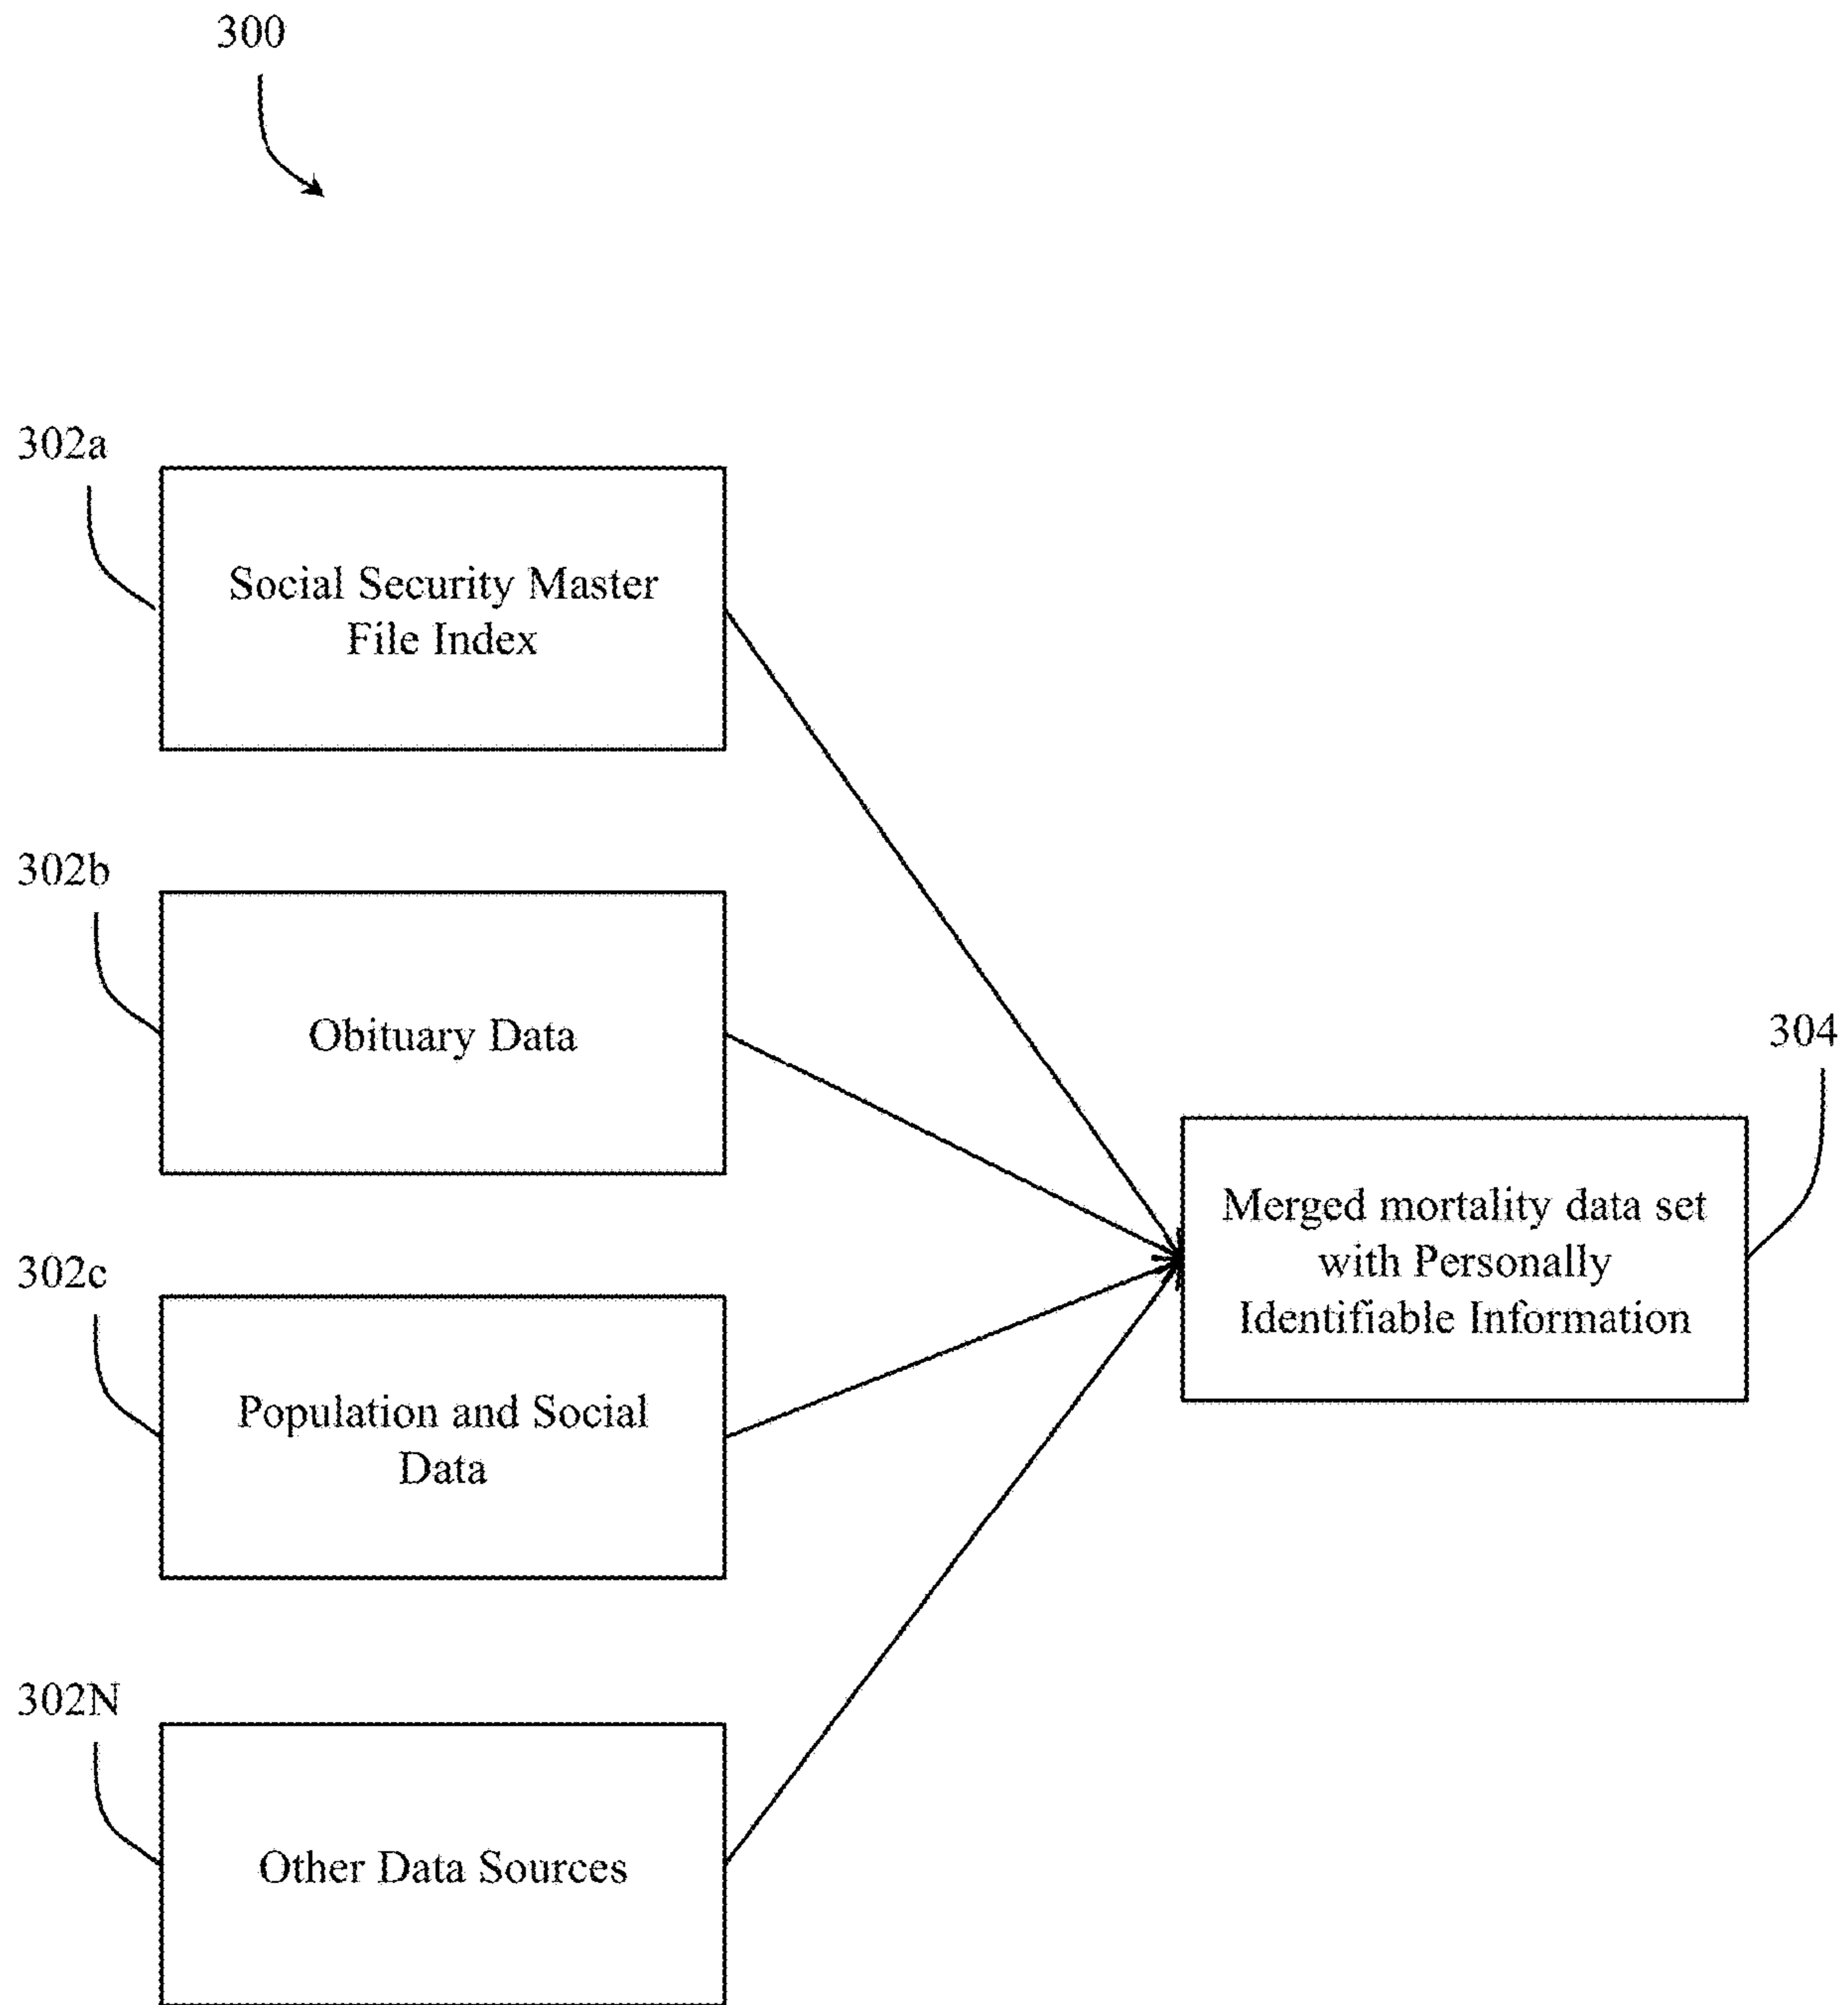 300
302a
Social Security Master
File Index
302b
Obituary Data
304
Merged mortality data set
with Personally
Identifiable Information
302c
Population and Social
Data
302N
Other Data Sources